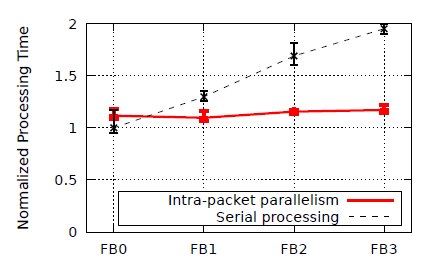 Normalized Processing Time
2
1.5
1
0.5
0
Intra-packet parallelism
Serial processing
FB0 FB1 FB2 FB3